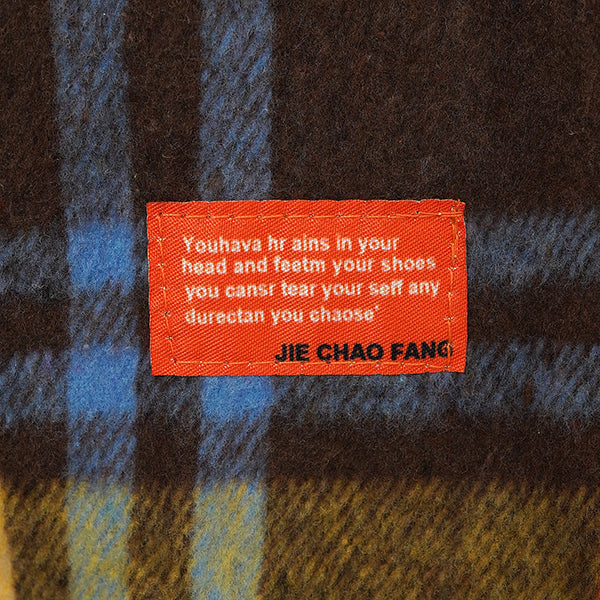 Youhava hr ains in your
head and feetm your shoes
you cansr tear your seff any
durectan you chaose'
JIE CHAO FANG